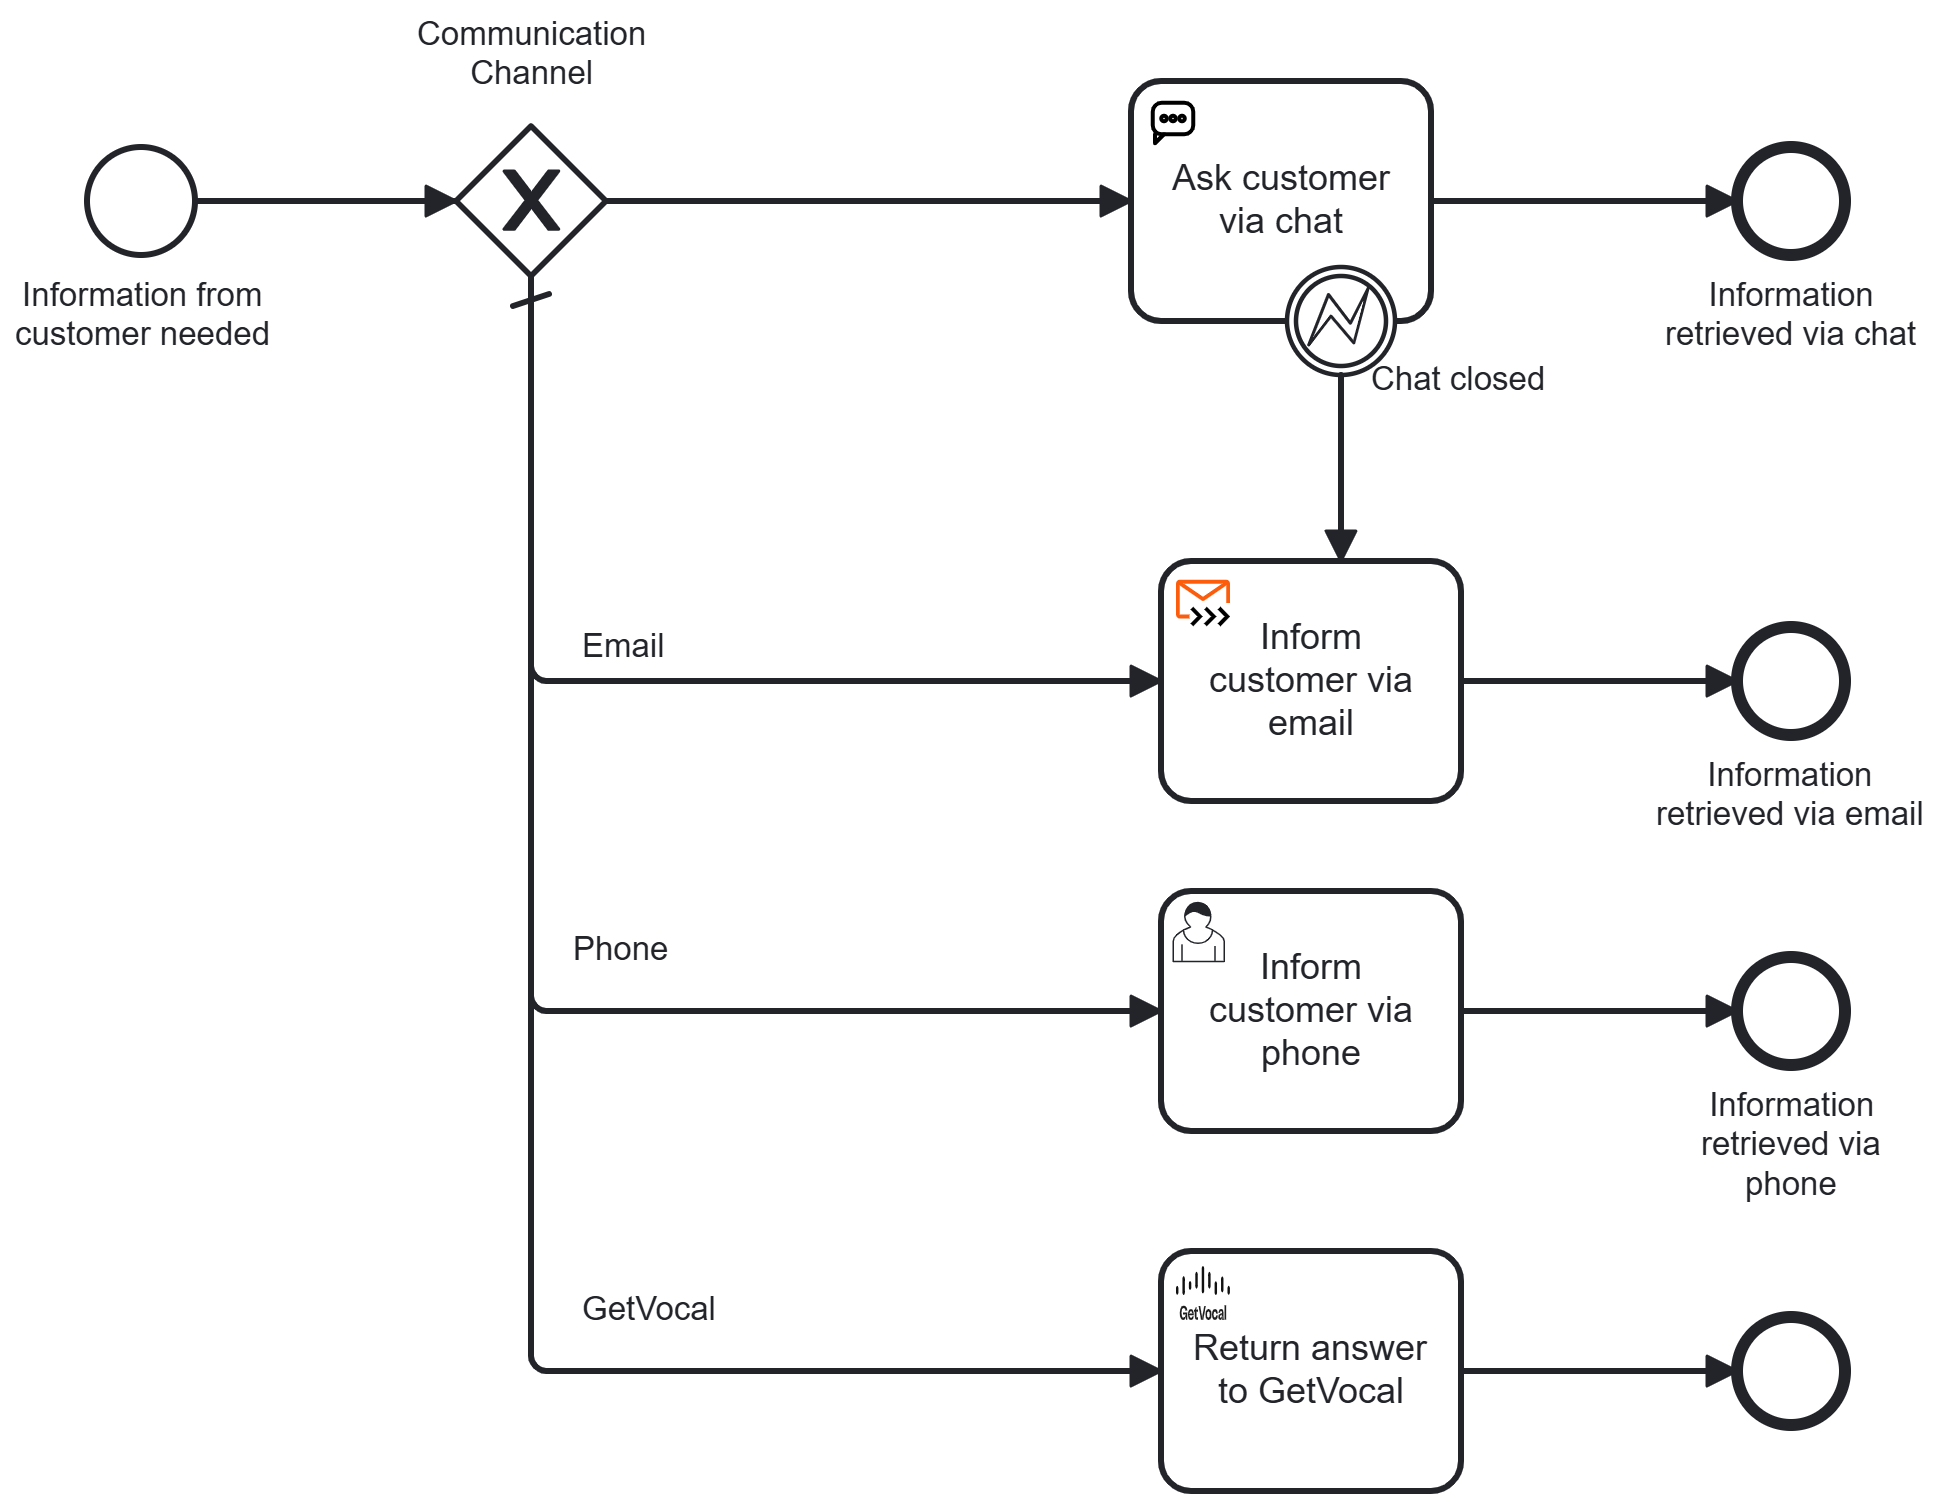 Communication
Channel
Ask customer
via chat
Information from
customer needed
Information
retrieved via chat
Chat closed
Email
Inform
customer via
email
Information
retrieved via email
Phone
Inform
customer via
phone
Information
retrieved via
phone
GetVocal
GetVocal
Return answer
to GetVocal